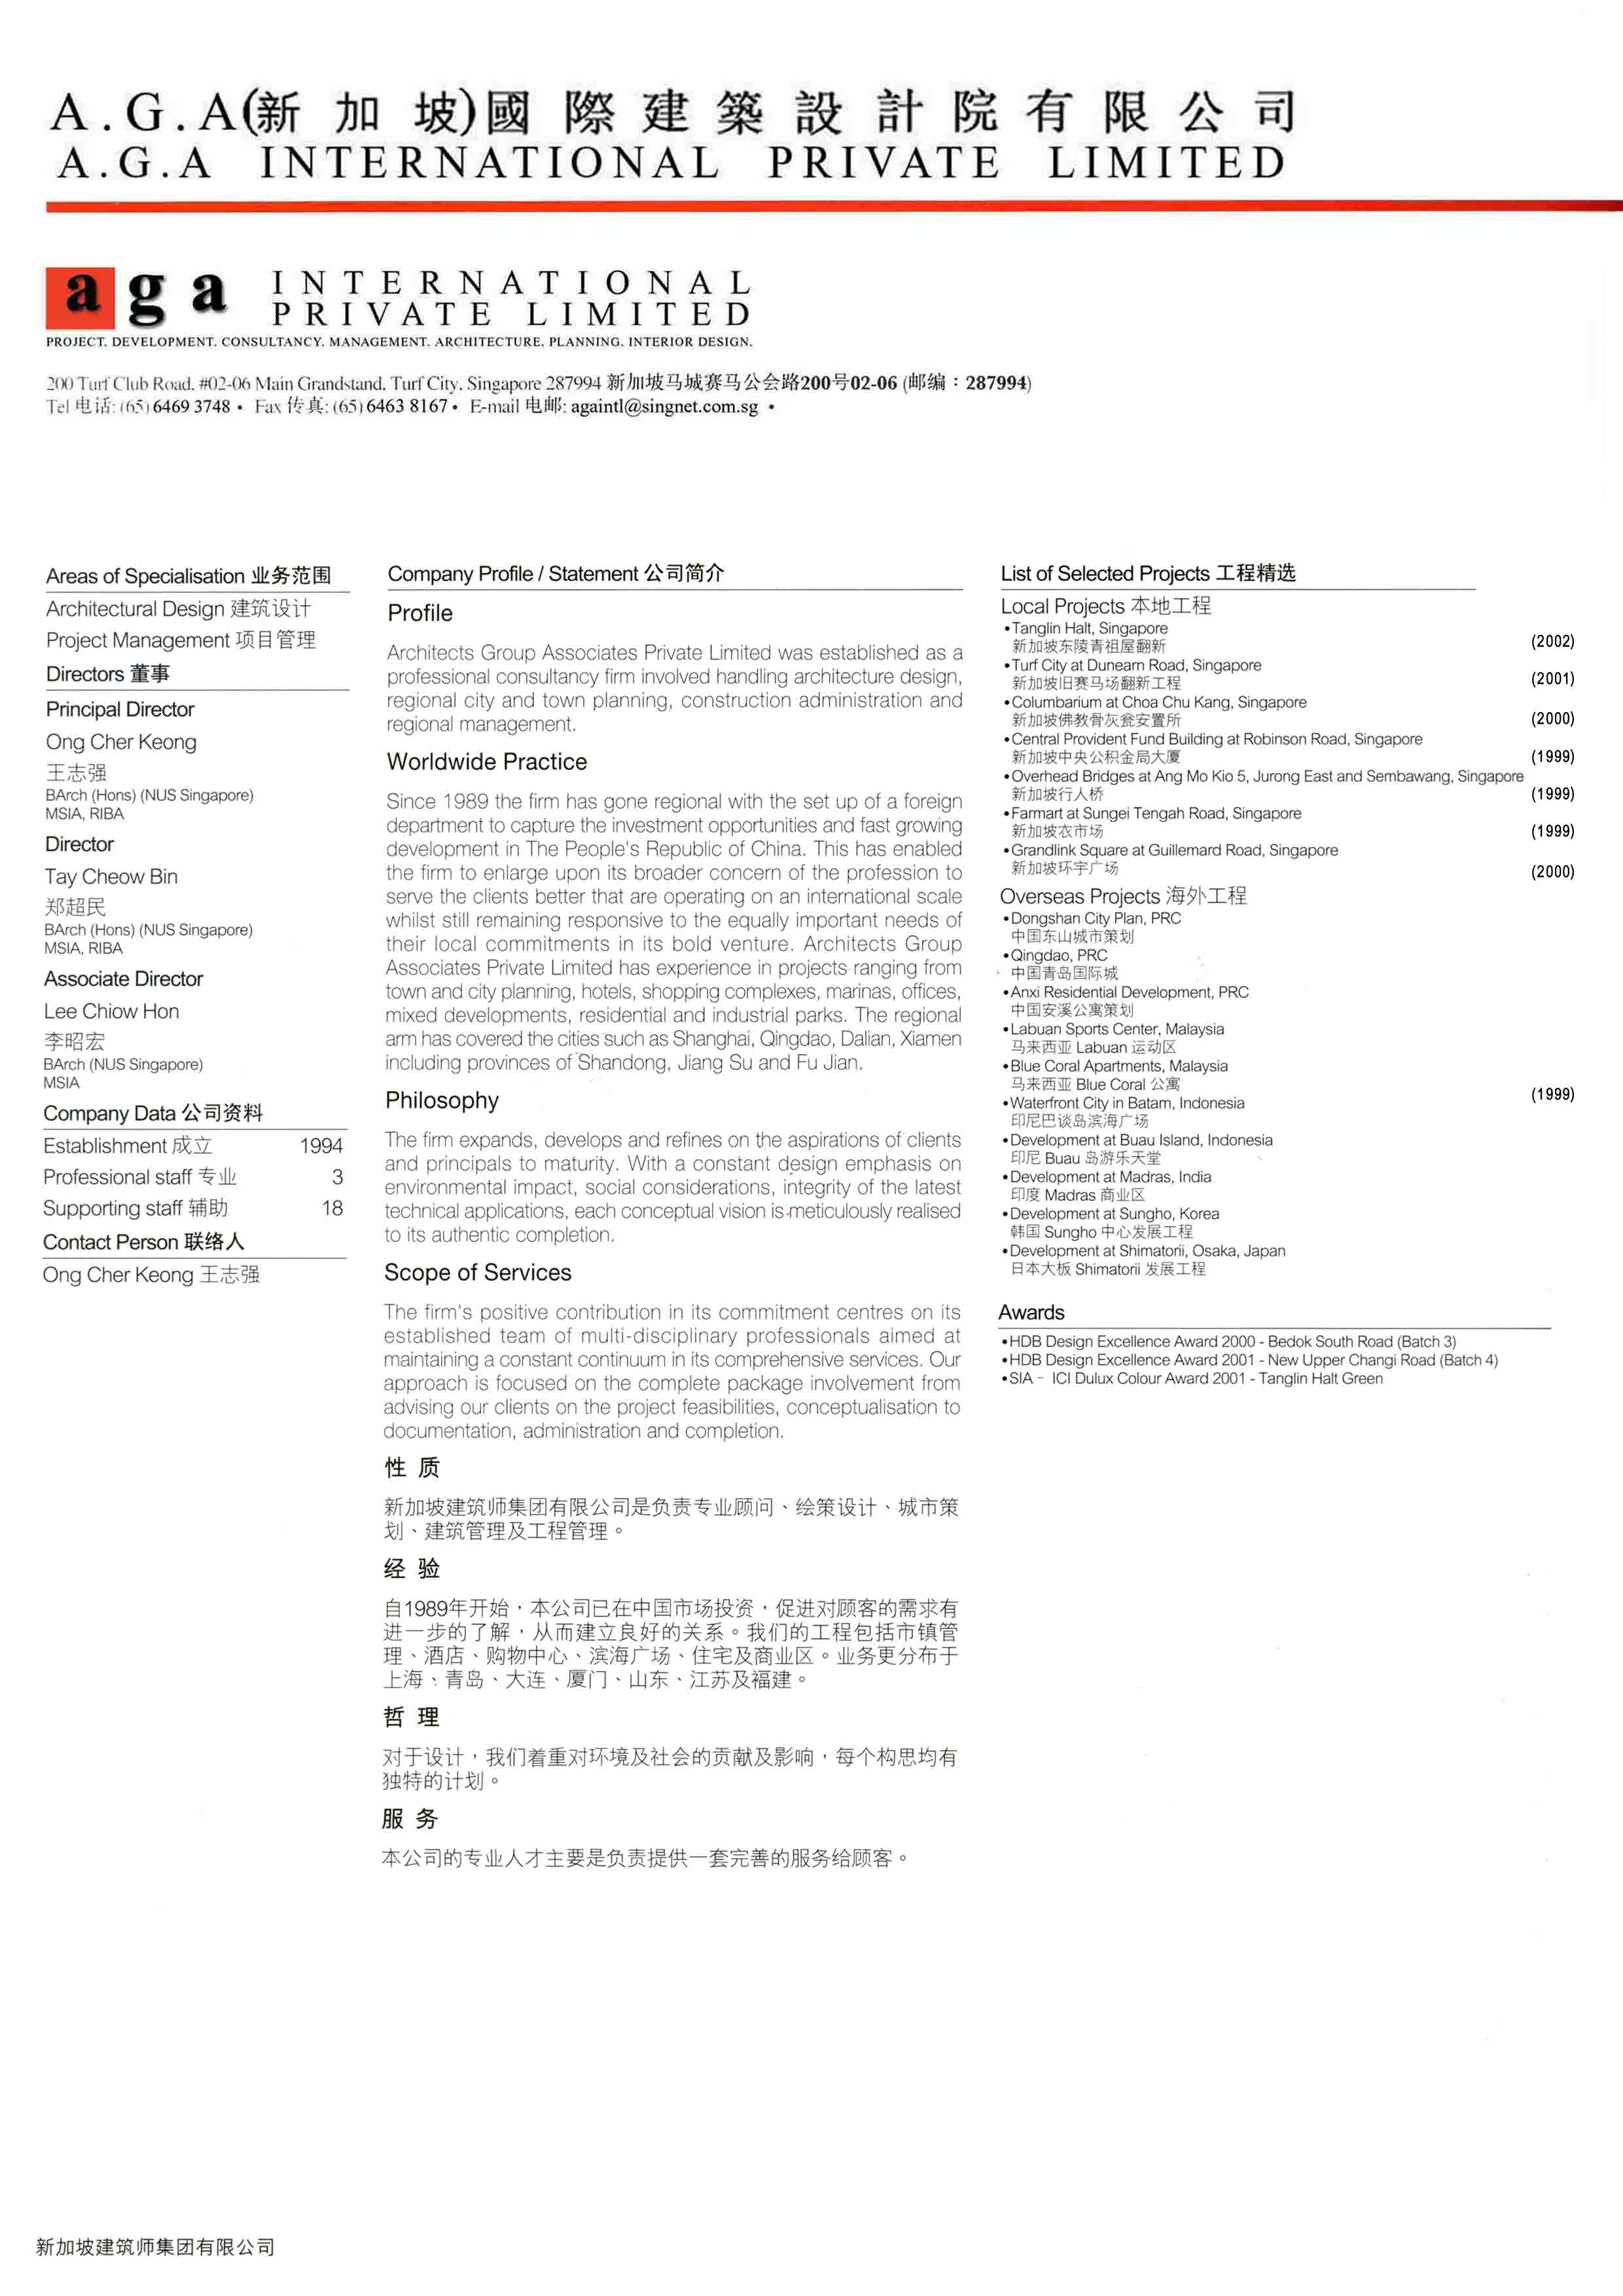 A.G.A(新加坡)國際建築設計院有限公司
A.G.A INTERNATIONAL PRIVATE LIMITED
aga INTERNATIONAL
PRIVATE LIMITED
PROJECT. DEVELOPMENT. CONSULTANCY. MANAGEMENT. ARCHITECTURE. PLANNING. INTERIOR DESIGN.
200 Turf Club Road. #02-06 Main Grandstand. Turf City. Singapore 287994 新加坡马城赛马公会路200号02-06 (邮编：287994)
Tel 电话: (65) 6469 3748 • Fax 传真: (65) 6463 8167 • E-mail 电邮: againtl@singnet.com.sg •
Areas of Specialisation 业务范围
Architectural Design 建筑设计
Project Management 项目管理
Directors 董事
Principal Director
Ong Cher Keong
王志强
BArch (Hons) (NUS Singapore)
MSIA, RIBA
Director
Tay Cheow Bin
郑超民
BArch (Hons) (NUS Singapore)
MSIA, RIBA
Associate Director
Lee Chiow Hon
李昭宏
BArch (NUS Singapore)
MSIA
Company Data 公司资料
Establishment 成立 1994
Professional staff 专业 3
Supporting staff 辅助 18
Contact Person 联络人
Ong Cher Keong 王志强
Company Profile / Statement 公司简介
Profile
Architects Group Associates Private Limited was established as a
professional consultancy firm involved handling architecture design,
regional city and town planning, construction administration and
regional management.
Worldwide Practice
Since 1989 the firm has gone regional with the set up of a foreign
department to capture the investment opportunities and fast growing
development in The People's Republic of China. This has enabled
the firm to enlarge upon its broader concern of the profession to
serve the clients better that are operating on an international scale
whilst still remaining responsive to the equally important needs of
their local commitments in its bold venture. Architects Group
Associates Private Limited has experience in projects ranging from
town and city planning, hotels, shopping complexes, marinas, offices,
mixed developments, residential and industrial parks. The regional
arm has covered the cities such as Shanghai, Qingdao, Dalian, Xiamen
including provinces of Shandong, Jiang Su and Fu Jian.
Philosophy
The firm expands, develops and refines on the aspirations of clients
and principals to maturity. With a constant design emphasis on
environmental impact, social considerations, integrity of the latest
technical applications, each conceptual vision is meticulously realised
to its authentic completion.
Scope of Services
The firm's positive contribution in its commitment centres on its
established team of multi-disciplinary professionals aimed at
maintaining a constant continuum in its comprehensive services. Our
approach is focused on the complete package involvement from
advising our clients on the project feasibilities, conceptualisation to
documentation, administration and completion.
性 质
新加坡建筑师集团有限公司是负责专业顾问、绘策设计、城市策
划、建筑管理及工程管理。
经 验
自1989年开始，本公司已在中国市场投资，促进对顾客的需求有
进一步的了解，从而建立良好的关系。我们的工程包括市镇管
理、酒店、购物中心、滨海广场、住宅及商业区。业务更分布于
上海、青岛、大连、厦门、山东、江苏及福建。
哲 理
对于设计，我们着重对环境及社会的贡献及影响，每个构思均有
独特的计划。
服 务
本公司的专业人才主要是负责提供一套完善的服务给顾客。
List of Selected Projects 工程精选
Local Projects 本地工程
•Tanglin Halt, Singapore
新加坡东陵青祖屋翻新 (2002)
•Turf City at Dunearn Road, Singapore
新加坡旧赛马场翻新工程 (2001)
•Columbarium at Choa Chu Kang, Singapore
新加坡佛教骨灰瓮安置所 (2000)
•Central Provident Fund Building at Robinson Road, Singapore
新加坡中央公积金局大厦 (1999)
•Overhead Bridges at Ang Mo Kio 5, Jurong East and Sembawang, Singapore
新加坡行人桥 (1999)
•Farmart at Sungei Tengah Road, Singapore
新加坡农市场 (1999)
•Grandlink Square at Guillemard Road, Singapore
新加坡环宇广场 (2000)
Overseas Projects 海外工程
•Dongshan City Plan, PRC
中国东山城市策划
•Qingdao, PRC
中国青岛国际城
•Anxi Residential Development, PRC
中国安溪公寓策划
•Labuan Sports Center, Malaysia
马来西亚 Labuan 运动区
•Blue Coral Apartments, Malaysia
马来西亚 Blue Coral 公寓 (1999)
•Waterfront City in Batam, Indonesia
印尼巴谈岛滨海广场
•Development at Buau Island, Indonesia
印尼 Buau 岛游乐天堂
•Development at Madras, India
印度 Madras 商业区
•Development at Sungho, Korea
韩国 Sungho 中心发展工程
•Development at Shimatorii, Osaka, Japan
日本大板 Shimatorii 发展工程
Awards
•HDB Design Excellence Award 2000 - Bedok South Road (Batch 3)
•HDB Design Excellence Award 2001 - New Upper Changi Road (Batch 4)
•SIA - ICI Dulux Colour Award 2001 - Tanglin Halt Green
新加坡建筑师集团有限公司